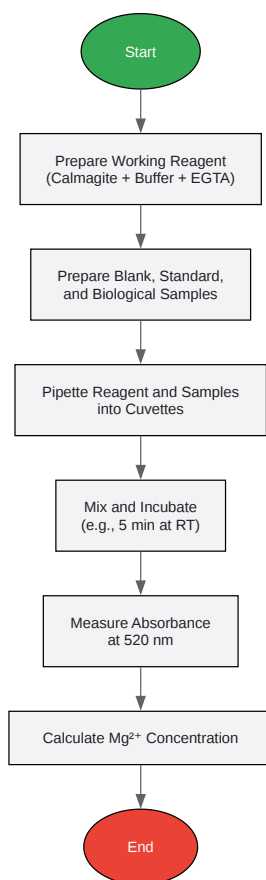 Start
Prepare Working Reagent
(Calmagite + Buffer + EGTA)
Prepare Blank, Standard,
and Biological Samples
Pipette Reagent and Samples
into Cuvettes
Mix and Incubate
(e.g., 5 min at RT)
Measure Absorbance
at 520 nm
Calculate Mg²⁺ Concentration
End